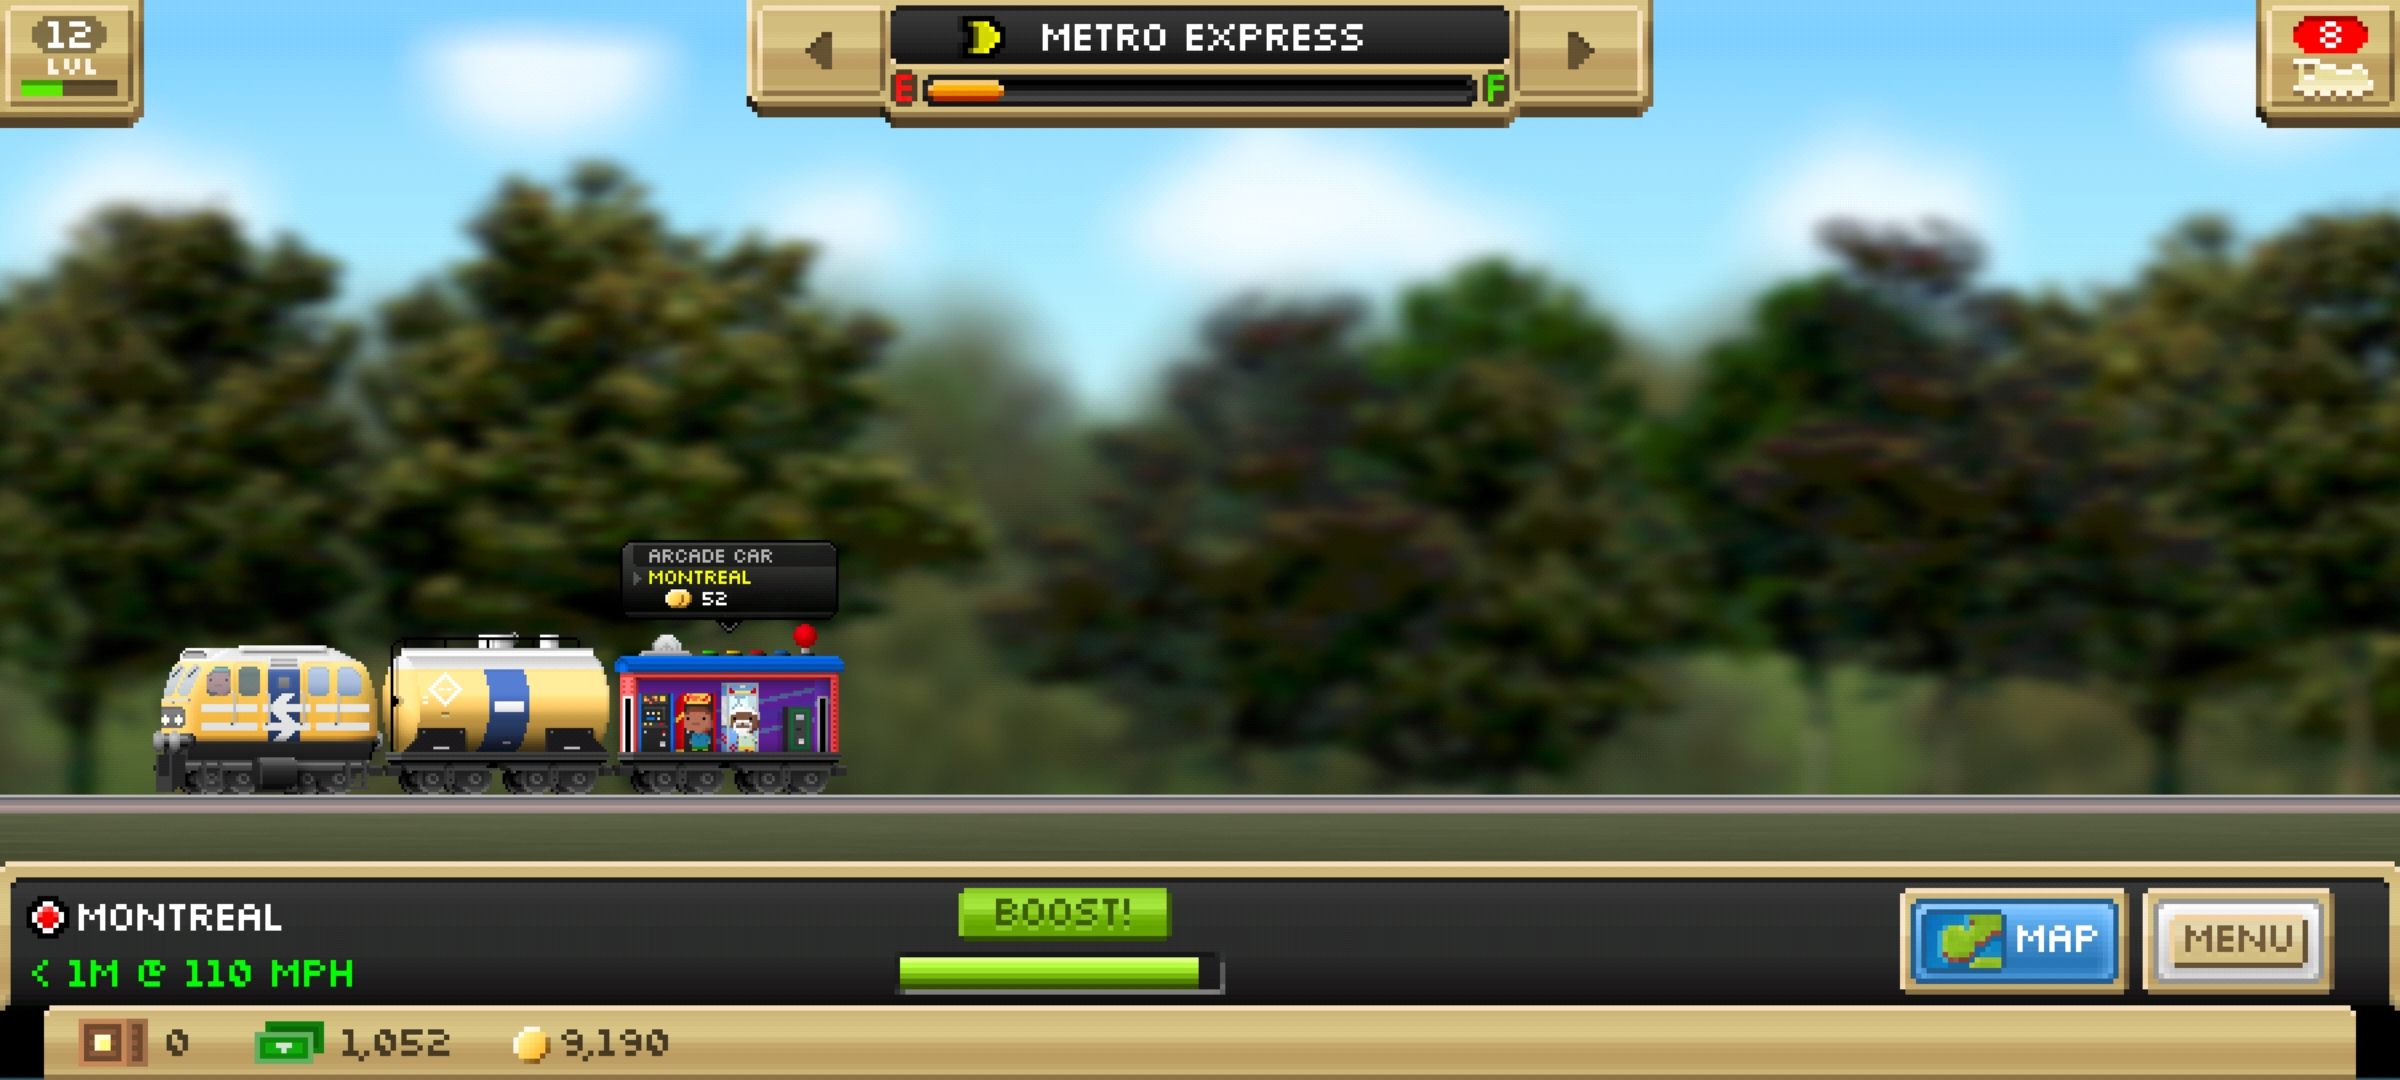 12
LVL
METRO EXPRESS
E
F
8
ARCADE CAR
MONTREAL
52
MONTREAL
< 1M @ 110 MPH
BOOST!
MAP
MENU
0
1,052
9,190